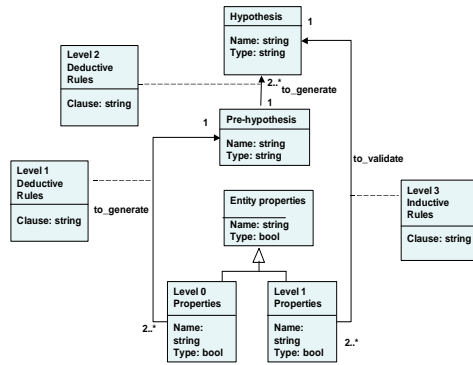 Hypothesis
1
Name: string
Type: string
Level 2
Deductive
Rules
Clause: string
2..*
to_generate
1
Pre-hypothesis
1
Name: string
Type: string
to_validate
Level 1
Deductive
Rules
Clause: string
to_generate
Entity properties
Name: string
Type: bool
Level 3
Inductive
Rules
Clause: string
Level 0
Properties
Name:
string
Type: bool
2..*
Level 1
Properties
Name:
string
Type: bool
2..*